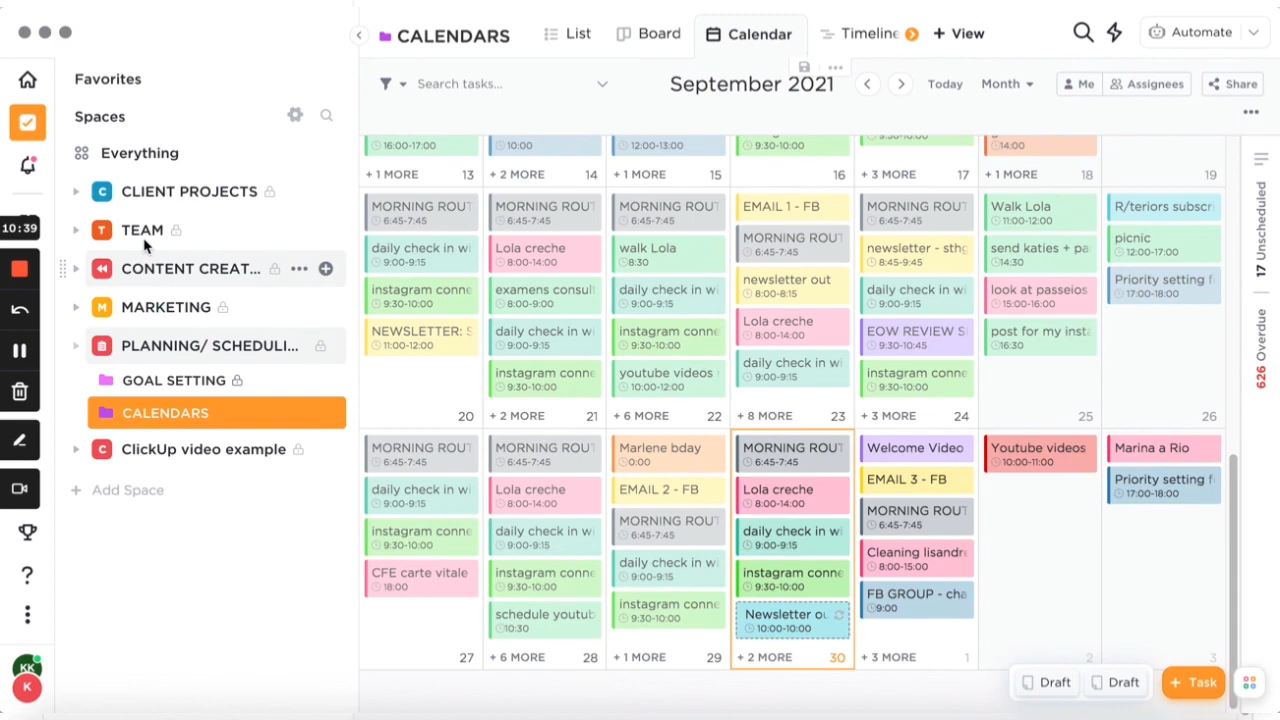 CALENDARS
List
Board
Calendar
Timeline
+ View
Automate
Favorites
Spaces
Everything
C CLIENT PROJECTS
T TEAM
CONTENT CREAT...
M MARKETING
PLANNING/ SCHEDULI...
GOAL SETTING
CALENDARS
C ClickUp video example
+ Add Space
10:39
KK
K
Search tasks...
September 2021
Today
Month
Me
Assignees
Share
17 Unscheduled
626 Overdue
16:00-17:00
+ 1 MORE 13
10:00
+ 2 MORE 14
12:00-13:00
+ 1 MORE 15
9:30-10:00
16
9:30-10:00
+ 3 MORE 17
14:00
+ 1 MORE 18
19
MORNING ROUT
6:45-7:45
daily check in wi
9:00-9:15
instagram conne
9:30-10:00
NEWSLETTER: S
11:00-12:00
20
MORNING ROUT
6:45-7:45
Lola creche
8:00-14:00
examens consul
8:00-9:00
daily check in wi
9:00-9:15
instagram conne
9:30-10:00
+ 2 MORE 21
MORNING ROUT
6:45-7:45
walk Lola
8:30
daily check in wi
9:00-9:15
instagram conne
9:30-10:00
youtube videos
10:00-12:00
+ 6 MORE 22
EMAIL 1 - FB
MORNING ROUT
6:45-7:45
newsletter out
8:00-8:15
Lola creche
8:00-14:00
daily check in wi
9:00-9:15
+ 8 MORE 23
MORNING ROUT
6:45-7:45
newsletter - sthg
8:45-9:45
daily check in wi
9:00-9:15
EOW REVIEW S
9:30-10:45
instagram conne
9:30-10:00
+ 3 MORE 24
Walk Lola
11:00-12:00
send katies + pa
14:30
look at passeios
15:00-16:00
post for my insta
16:30
25
R/teriors subscri
picnic
12:00-17:00
Priority setting f
17:00-18:00
26
MORNING ROUT
6:45-7:45
daily check in wi
9:00-9:15
instagram conne
9:30-10:00
CFE carte vitale
18:00
27
MORNING ROUT
6:45-7:45
Lola creche
8:00-14:00
daily check in wi
9:00-9:15
instagram conne
9:30-10:00
schedule youtub
10:30
+ 6 MORE 28
Marlene bday
0:00
EMAIL 2 - FB
MORNING ROUT
6:45-7:45
daily check in wi
9:00-9:15
instagram conne
9:30-10:00
+ 1 MORE 29
MORNING ROUT
6:45-7:45
Lola creche
8:00-14:00
daily check in wi
9:00-9:15
instagram conne
9:30-10:00
Newsletter ou
10:00-10:00
+ 2 MORE 30
Welcome Video
EMAIL 3 - FB
MORNING ROUT
6:45-7:45
Cleaning lisandre
8:00-15:00
FB GROUP - cha
9:00
+ 3 MORE 1
Youtube videos
10:00-11:00
2
Marina a Rio
Priority setting f
17:00-18:00
3
Draft
Draft
+ Task